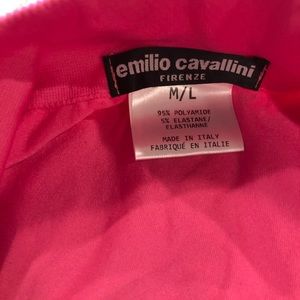 emilio cavallini
FIRENZE
M/L
95% POLYAMIDE
5% ELASTANE/
ELASTHANNE
MADE IN ITALY
FABRIQUÉ EN ITALIE